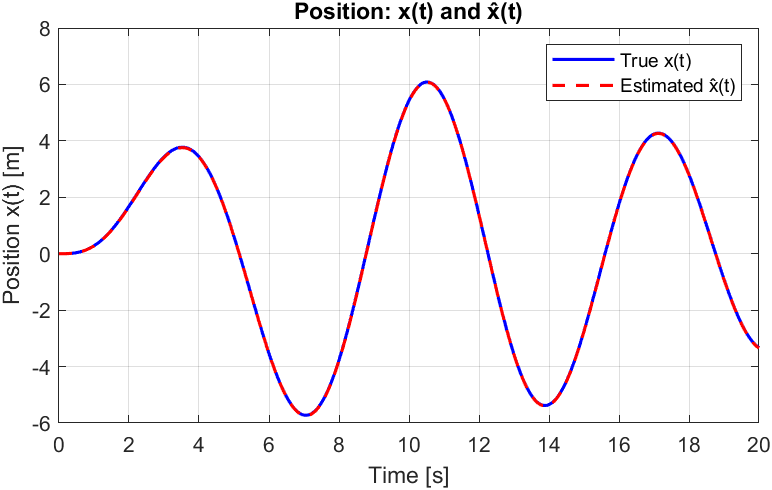 Position: x(t) and x̂(t)
True x(t)
Estimated x̂(t)
Position x(t) [m]
8
6
4
2
0
-2
-4
-6
0 2 4 6 8 10 12 14 16 18 20
Time [s]